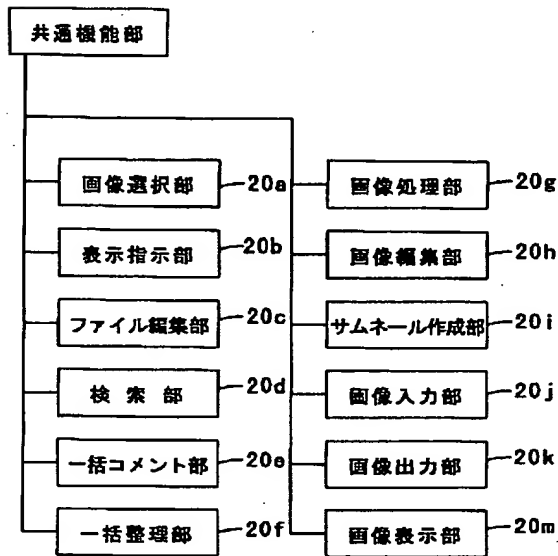 共通機能部
画像選択部 20a
表示指示部 20b
ファイル編集部 20c
検索部 20d
一括コメント部 20e
一括整理部 20f
画像処理部 20g
画像編集部 20h
サムネール作成部 20i
画像入力部 20j
画像出力部 20k
画像表示部 20m